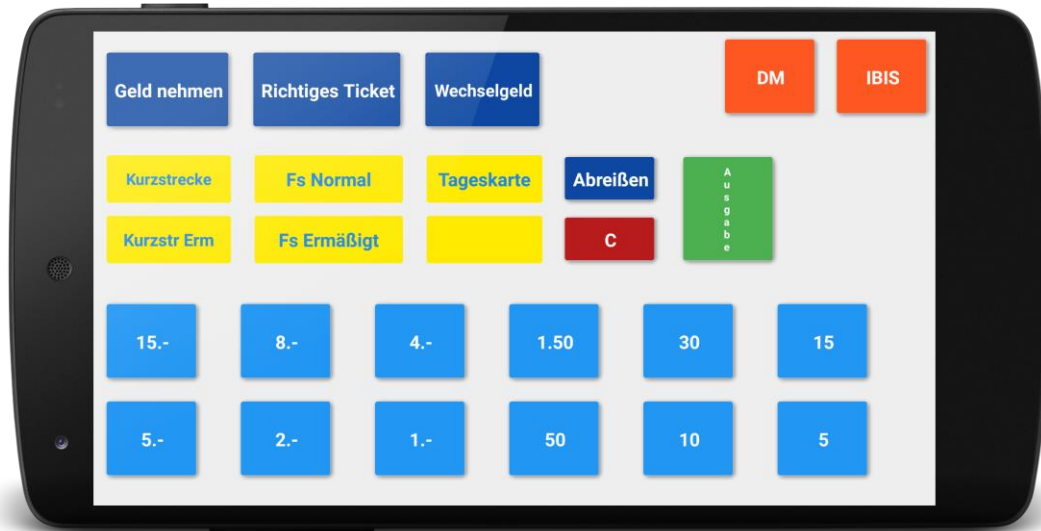 Geld nehmen
Richtiges Ticket
Wechselgeld
DM
IBIS
Kurzstrecke
Fs Normal
Tageskarte
Abreißen
Ausgabe
Kurzstr Erm
Fs Ermäßigt
C
15.-
8.-
4.-
1.50
30
15
5.-
2.-
1.-
50
10
5